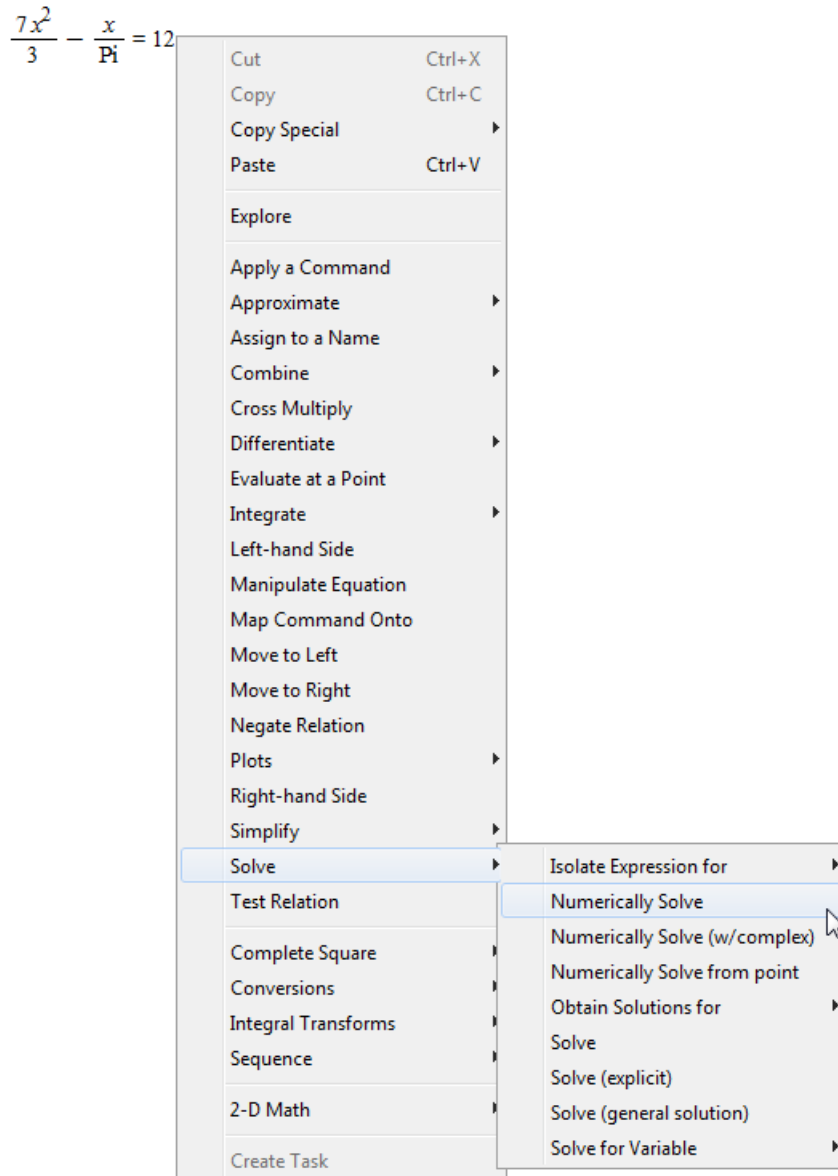 7x²/3 − x/Pi = 12
Cut Ctrl+X
Copy Ctrl+C
Copy Special
Paste Ctrl+V
Explore
Apply a Command
Approximate
Assign to a Name
Combine
Cross Multiply
Differentiate
Evaluate at a Point
Integrate
Left-hand Side
Manipulate Equation
Map Command Onto
Move to Left
Move to Right
Negate Relation
Plots
Right-hand Side
Simplify
Solve
Test Relation
Complete Square
Conversions
Integral Transforms
Sequence
2-D Math
Create Task
Isolate Expression for
Numerically Solve
Numerically Solve (w/complex)
Numerically Solve from point
Obtain Solutions for
Solve
Solve (explicit)
Solve (general solution)
Solve for Variable